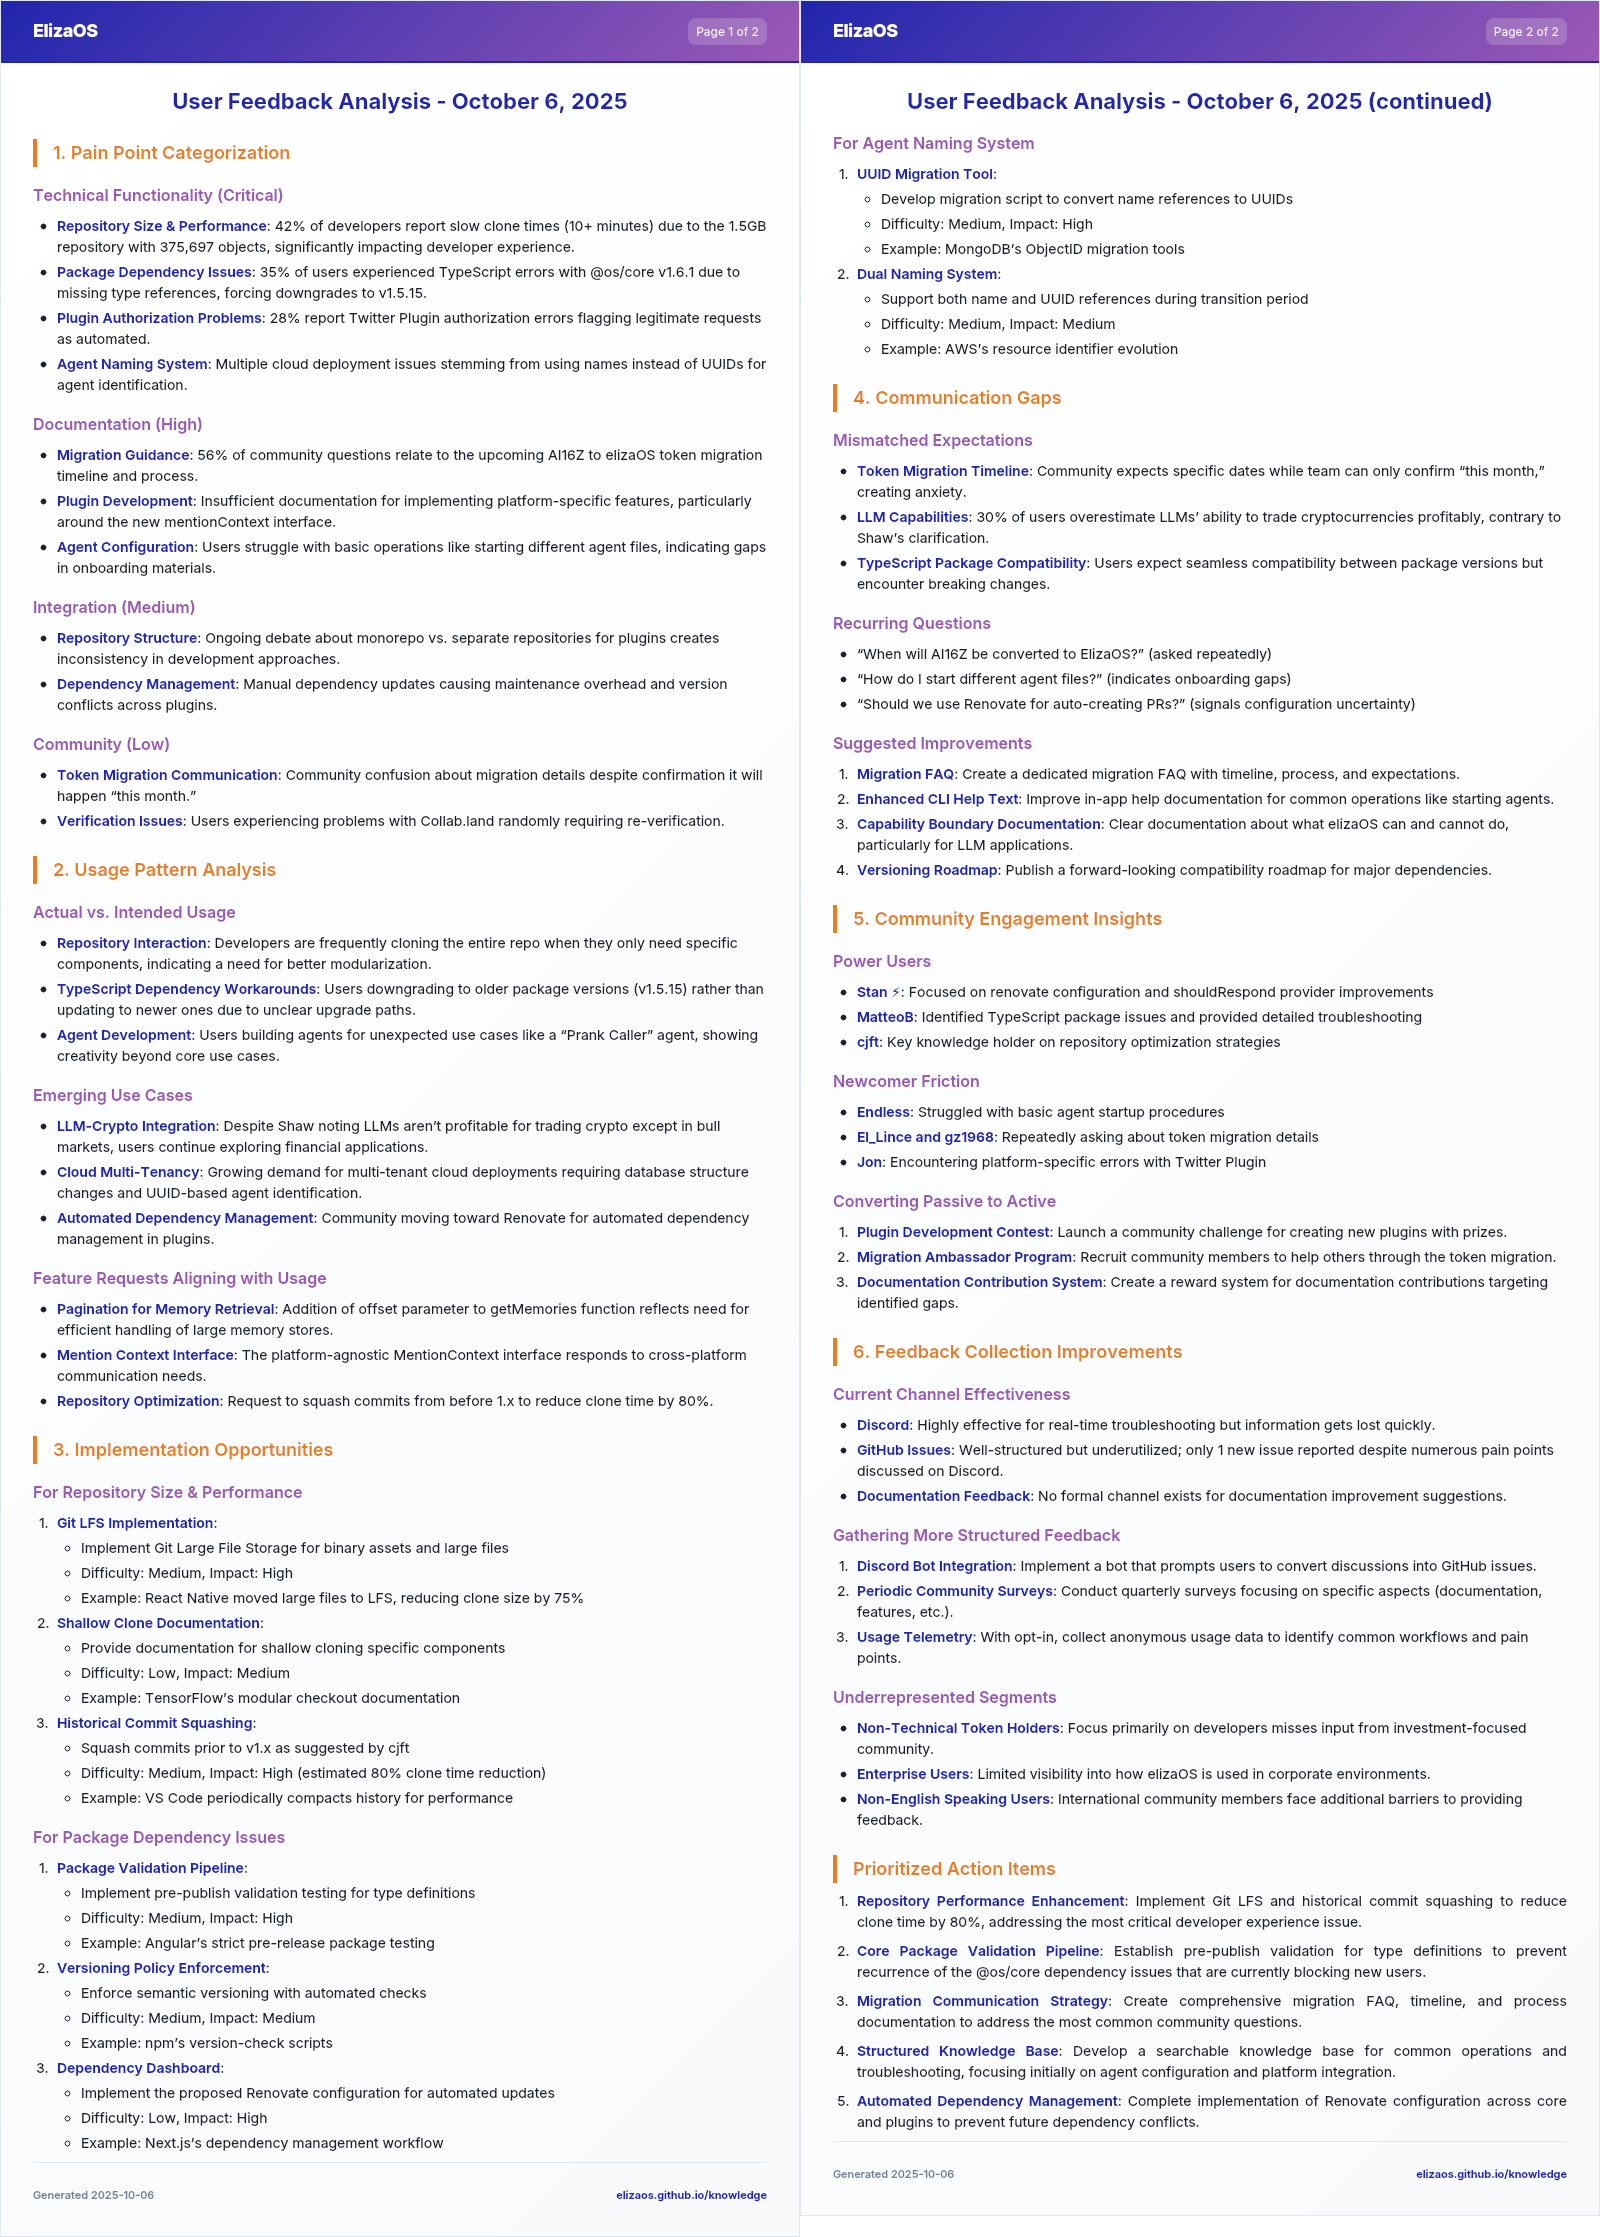 ElizaOS
Page 1 of 2
User Feedback Analysis - October 6, 2025
1. Pain Point Categorization
Technical Functionality (Critical)
• Repository Size & Performance: 42% of developers report slow clone times (10+ minutes) due to the 1.5GB
repository with 375,697 objects, significantly impacting developer experience.
• Package Dependency Issues: 35% of users experienced TypeScript errors with @os/core v1.6.1 due to
missing type references, forcing downgrades to v1.5.15.
• Plugin Authorization Problems: 28% report Twitter Plugin authorization errors flagging legitimate requests
as automated.
• Agent Naming System: Multiple cloud deployment issues stemming from using names instead of UUIDs for
agent identification.
Documentation (High)
• Migration Guidance: 56% of community questions relate to the upcoming AI16Z to elizaOS token migration
timeline and process.
• Plugin Development: Insufficient documentation for implementing platform-specific features, particularly
around the new mentionContext interface.
• Agent Configuration: Users struggle with basic operations like starting different agent files, indicating gaps
in onboarding materials.
Integration (Medium)
• Repository Structure: Ongoing debate about monorepo vs. separate repositories for plugins creates
inconsistency in development approaches.
• Dependency Management: Manual dependency updates causing maintenance overhead and version
conflicts across plugins.
Community (Low)
• Token Migration Communication: Community confusion about migration details despite confirmation it will
happen “this month.”
• Verification Issues: Users experiencing problems with Collab.land randomly requiring re-verification.
2. Usage Pattern Analysis
Actual vs. Intended Usage
• Repository Interaction: Developers are frequently cloning the entire repo when they only need specific
components, indicating a need for better modularization.
• TypeScript Dependency Workarounds: Users downgrading to older package versions (v1.5.15) rather than
updating to newer ones due to unclear upgrade paths.
• Agent Development: Users building agents for unexpected use cases like a “Prank Caller” agent, showing
creativity beyond core use cases.
Emerging Use Cases
• LLM-Crypto Integration: Despite Shaw noting LLMs aren’t profitable for trading crypto except in bull
markets, users continue exploring financial applications.
• Cloud Multi-Tenancy: Growing demand for multi-tenant cloud deployments requiring database structure
changes and UUID-based agent identification.
• Automated Dependency Management: Community moving toward Renovate for automated dependency
management in plugins.
Feature Requests Aligning with Usage
• Pagination for Memory Retrieval: Addition of offset parameter to getMemories function reflects need for
efficient handling of large memory stores.
• Mention Context Interface: The platform-agnostic MentionContext interface responds to cross-platform
communication needs.
• Repository Optimization: Request to squash commits from before 1.x to reduce clone time by 80%.
3. Implementation Opportunities
For Repository Size & Performance
1. Git LFS Implementation:
◦ Implement Git Large File Storage for binary assets and large files
◦ Difficulty: Medium, Impact: High
◦ Example: React Native moved large files to LFS, reducing clone size by 75%
2. Shallow Clone Documentation:
◦ Provide documentation for shallow cloning specific components
◦ Difficulty: Low, Impact: Medium
◦ Example: TensorFlow’s modular checkout documentation
3. Historical Commit Squashing:
◦ Squash commits prior to v1.x as suggested by cjft
◦ Difficulty: Medium, Impact: High (estimated 80% clone time reduction)
◦ Example: VS Code periodically compacts history for performance
For Package Dependency Issues
1. Package Validation Pipeline:
◦ Implement pre-publish validation testing for type definitions
◦ Difficulty: Medium, Impact: High
◦ Example: Angular’s strict pre-release package testing
2. Versioning Policy Enforcement:
◦ Enforce semantic versioning with automated checks
◦ Difficulty: Medium, Impact: Medium
◦ Example: npm’s version-check scripts
3. Dependency Dashboard:
◦ Implement the proposed Renovate configuration for automated updates
◦ Difficulty: Low, Impact: High
◦ Example: Next.js’s dependency management workflow
Generated 2025-10-06
elizaos.github.io/knowledge
ElizaOS
Page 2 of 2
User Feedback Analysis - October 6, 2025 (continued)
For Agent Naming System
1. UUID Migration Tool:
◦ Develop migration script to convert name references to UUIDs
◦ Difficulty: Medium, Impact: High
◦ Example: MongoDB’s ObjectID migration tools
2. Dual Naming System:
◦ Support both name and UUID references during transition period
◦ Difficulty: Medium, Impact: Medium
◦ Example: AWS’s resource identifier evolution
4. Communication Gaps
Mismatched Expectations
• Token Migration Timeline: Community expects specific dates while team can only confirm “this month,”
creating anxiety.
• LLM Capabilities: 30% of users overestimate LLMs’ ability to trade cryptocurrencies profitably, contrary to
Shaw’s clarification.
• TypeScript Package Compatibility: Users expect seamless compatibility between package versions but
encounter breaking changes.
Recurring Questions
• “When will AI16Z be converted to ElizaOS?” (asked repeatedly)
• “How do I start different agent files?” (indicates onboarding gaps)
• “Should we use Renovate for auto-creating PRs?” (signals configuration uncertainty)
Suggested Improvements
1. Migration FAQ: Create a dedicated migration FAQ with timeline, process, and expectations.
2. Enhanced CLI Help Text: Improve in-app help documentation for common operations like starting agents.
3. Capability Boundary Documentation: Clear documentation about what elizaOS can and cannot do,
particularly for LLM applications.
4. Versioning Roadmap: Publish a forward-looking compatibility roadmap for major dependencies.
5. Community Engagement Insights
Power Users
• Stan ⚡: Focused on renovate configuration and shouldRespond provider improvements
• MatteoB: Identified TypeScript package issues and provided detailed troubleshooting
• cjft: Key knowledge holder on repository optimization strategies
Newcomer Friction
• Endless: Struggled with basic agent startup procedures
• El_Lince and gz1968: Repeatedly asking about token migration details
• Jon: Encountering platform-specific errors with Twitter Plugin
Converting Passive to Active
1. Plugin Development Contest: Launch a community challenge for creating new plugins with prizes.
2. Migration Ambassador Program: Recruit community members to help others through the token migration.
3. Documentation Contribution System: Create a reward system for documentation contributions targeting
identified gaps.
6. Feedback Collection Improvements
Current Channel Effectiveness
• Discord: Highly effective for real-time troubleshooting but information gets lost quickly.
• GitHub Issues: Well-structured but underutilized; only 1 new issue reported despite numerous pain points
discussed on Discord.
• Documentation Feedback: No formal channel exists for documentation improvement suggestions.
Gathering More Structured Feedback
1. Discord Bot Integration: Implement a bot that prompts users to convert discussions into GitHub issues.
2. Periodic Community Surveys: Conduct quarterly surveys focusing on specific aspects (documentation,
features, etc.).
3. Usage Telemetry: With opt-in, collect anonymous usage data to identify common workflows and pain
points.
Underrepresented Segments
• Non-Technical Token Holders: Focus primarily on developers misses input from investment-focused
community.
• Enterprise Users: Limited visibility into how elizaOS is used in corporate environments.
• Non-English Speaking Users: International community members face additional barriers to providing
feedback.
Prioritized Action Items
1. Repository Performance Enhancement: Implement Git LFS and historical commit squashing to reduce
clone time by 80%, addressing the most critical developer experience issue.
2. Core Package Validation Pipeline: Establish pre-publish validation for type definitions to prevent
recurrence of the @os/core dependency issues that are currently blocking new users.
3. Migration Communication Strategy: Create comprehensive migration FAQ, timeline, and process
documentation to address the most common community questions.
4. Structured Knowledge Base: Develop a searchable knowledge base for common operations and
troubleshooting, focusing initially on agent configuration and platform integration.
5. Automated Dependency Management: Complete implementation of Renovate configuration across core
and plugins to prevent future dependency conflicts.
Generated 2025-10-06
elizaos.github.io/knowledge